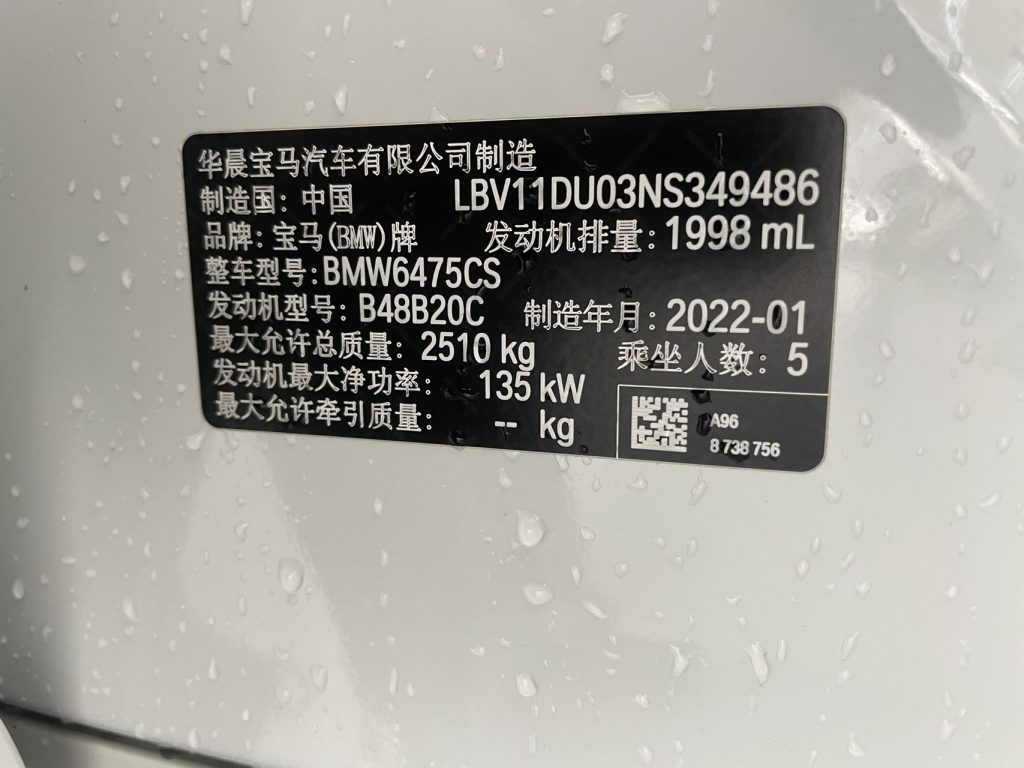 华晨宝马汽车有限公司制造
制造国: 中国 LBV11DU03NS349486
品牌: 宝马(BMW)牌 发动机排量: 1998 mL
整车型号: BMW6475CS
发动机型号: B48B20C 制造年月: 2022-01
最大允许总质量: 2510 kg 乘坐人数: 5
发动机最大净功率: 135 kW
最大允许牵引质量: -- kg
A96
8 738 756